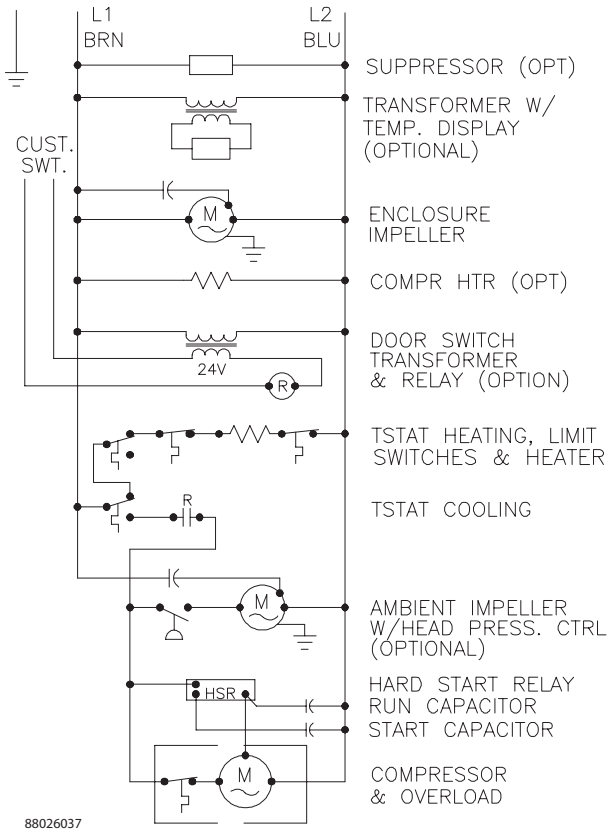 L1
BRN
L2
BLU
SUPPRESSOR (OPT)
TRANSFORMER W/
TEMP. DISPLAY
(OPTIONAL)
CUST.
SWT.
M
ENCLOSURE
IMPELLER
COMPR HTR (OPT)
DOOR SWITCH
TRANSFORMER
& RELAY (OPTION)
24V
R
TSTAT HEATING, LIMIT
SWITCHES & HEATER
TSTAT COOLING
R
M
AMBIENT IMPELLER
W/HEAD PRESS. CTRL
(OPTIONAL)
HSR
HARD START RELAY
RUN CAPACITOR
START CAPACITOR
M
COMPRESSOR
& OVERLOAD
88026037